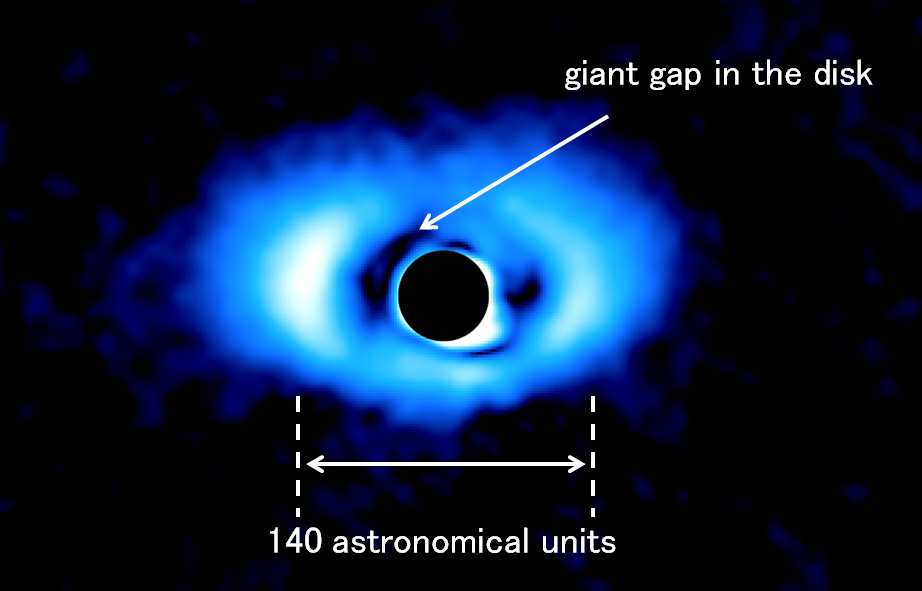 giant gap in the disk
140 astronomical units